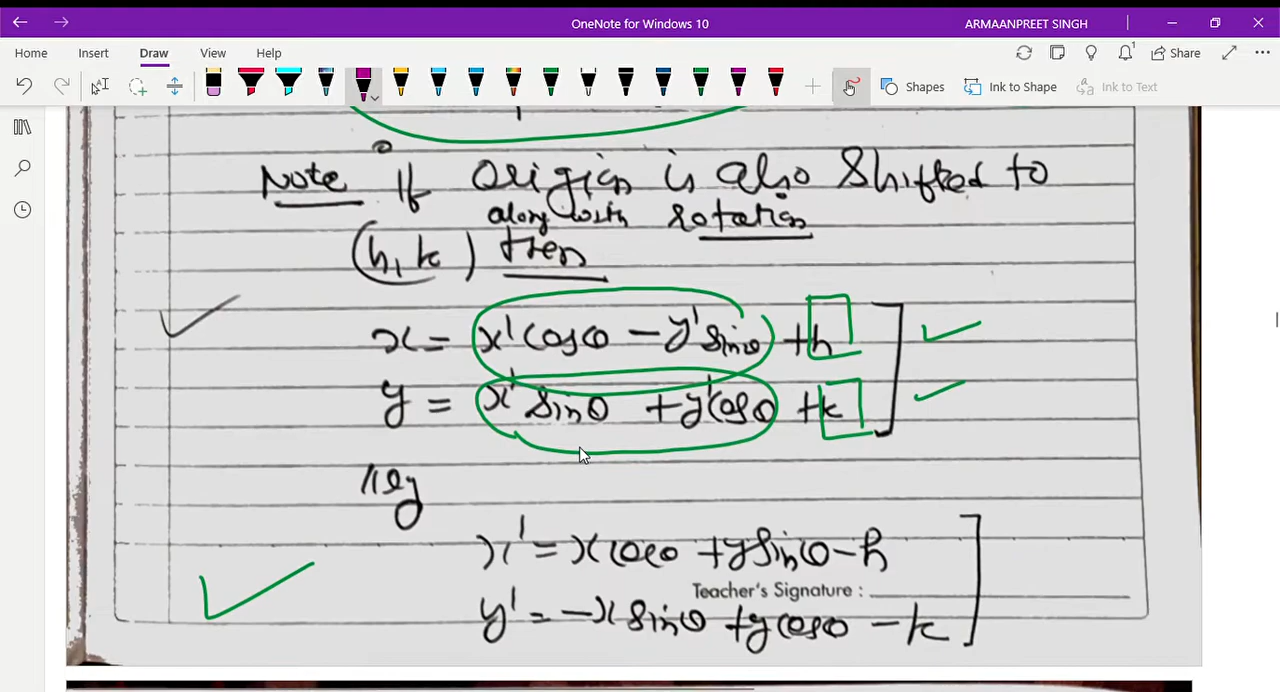 OneNote for Windows 10
ARMAANPREET SINGH
Home Insert Draw View Help
Share
Shapes
Ink to Shape
Ink to Text
Note If Origin is also Shifted to
along with rotation
(h, k) then
x = x' cosθ − y' sinθ + h
y = x' sinθ + y' cosθ + k
||ly
x' = x cosθ + y sinθ − h
Teacher's Signature :
y' = −x sinθ + y cosθ − k